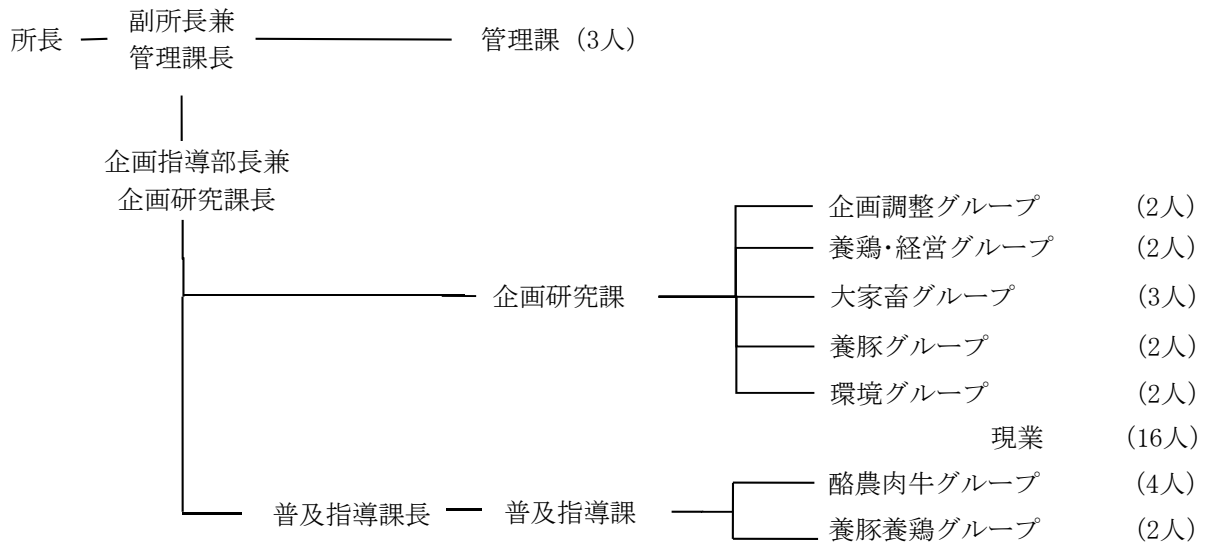 所長
副所長兼
管理課長
管理課 (3人)
企画指導部長兼
企画研究課長
企画研究課
企画調整グループ (2人)
養鶏・経営グループ (2人)
大家畜グループ (3人)
養豚グループ (2人)
環境グループ (2人)
現業 (16人)
普及指導課長
普及指導課
酪農肉牛グループ (4人)
養豚養鶏グループ (2人)